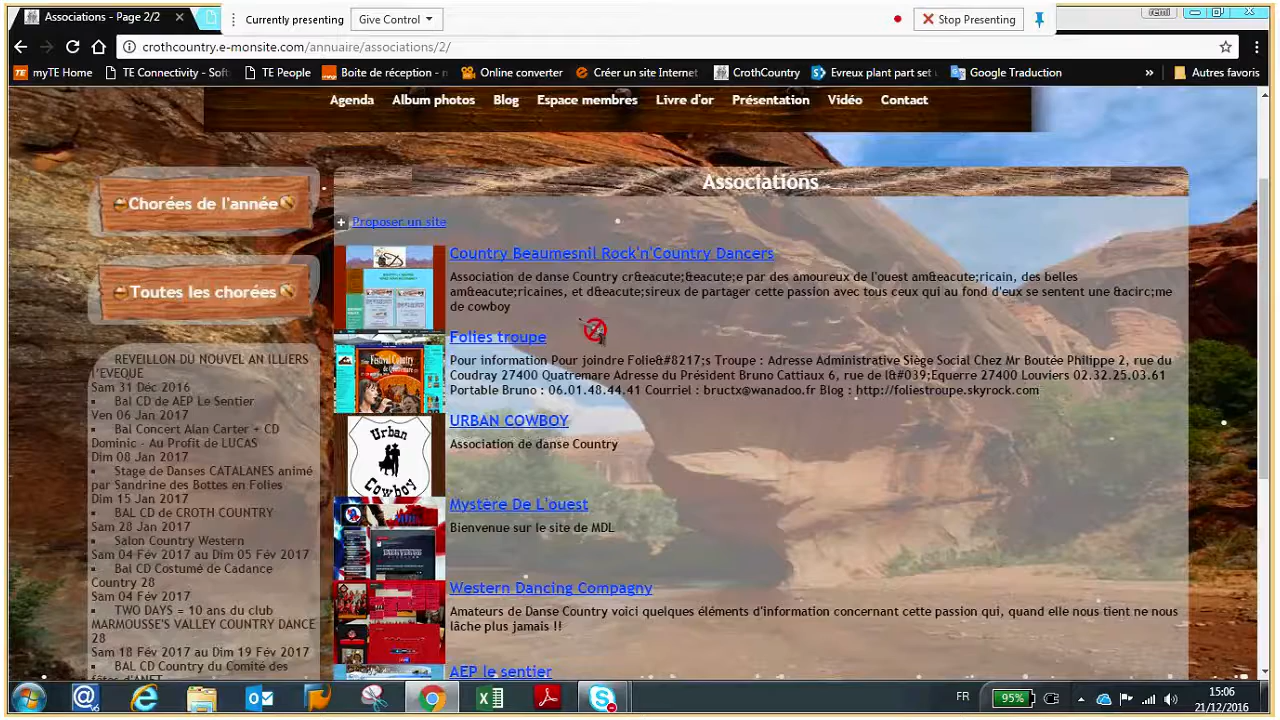 Associations - Page 2/2
Currently presenting
Give Control
Stop Presenting
remi
crothcountry.e-monsite.com/annuaire/associations/2/
myTE Home
TE Connectivity - Soft
TE People
Boite de réception - r
Online converter
Créer un site Internet
CrothCountry
Evreux plant part set u
Google Traduction
»
Autres favoris
Agenda
Album photos
Blog
Espace membres
Livre d'or
Présentation
Vidéo
Contact
Chorées de l'année
Toutes les chorées
REVEILLON DU NOUVEL AN ILLIERS
l'EVEQUE
Sam 31 Déc 2016
Bal CD de AEP Le Sentier
Ven 06 Jan 2017
Bal Concert Alan Carter + CD
Dominic - Au Profit de LUCAS
Dim 08 Jan 2017
Stage de Danses CATALANES animé
par Sandrine des Bottes en Folies
Dim 15 Jan 2017
BAL CD de CROTH COUNTRY
Sam 28 Jan 2017
Salon Country Western
Sam 04 Fév 2017 au Dim 05 Fév 2017
Bal CD Costumé de Cadance
Country 28
Sam 04 Fév 2017
TWO DAYS = 10 ans du club
MARMOUSSE'S VALLEY COUNTRY DANCE
28
Sam 18 Fév 2017 au Dim 19 Fév 2017
BAL CD Country du Comité des
fêtes d'ANET
Associations
+ Proposer un site
Country Beaumesnil Rock'n'Country Dancers
Association de danse Country cr&eacute;&eacute;e par des amoureux de l'ouest am&eacute;ricain, des belles
am&eacute;ricaines, et d&eacute;sireux de partager cette passion avec tous ceux qui au fond d'eux se sentent une &tacirc;me
de cowboy
Folies troupe
Pour information Pour joindre Folie&#8217;s Troupe : Adresse Administrative Siège Social Chez Mr Boutée Philippe 2, rue du
Coudray 27400 Quatremare Adresse du Président Bruno Cattiaux 6, rue de l&#039;Equerre 27400 Louviers 02.32.25.03.61
Portable Bruno : 06.01.48.44.41 Courriel : bructx@wanadoo.fr Blog : http://foliestroupe.skyrock.com
Urban
Cowboy
URBAN COWBOY
Association de danse Country
Mystère De L'ouest
Bienvenue sur le site de MDL
Western Dancing Compagny
Amateurs de Danse Country voici quelques éléments d'information concernant cette passion qui, quand elle nous tient ne nous
lâche plus jamais !!
AEP le sentier
FR
95%
15:06
21/12/2016